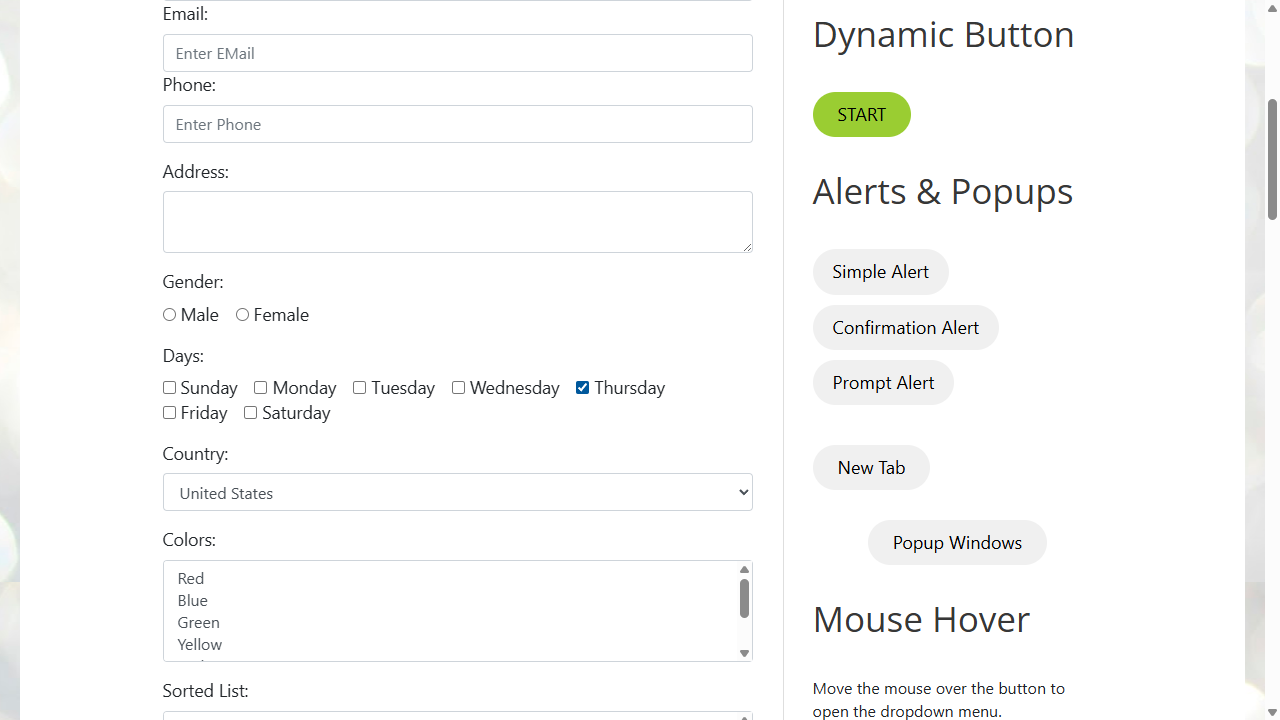 Email:
Enter EMail
Phone:
Enter Phone
Address:
Gender:
Male Female
Days:
Sunday Monday Tuesday Wednesday Thursday
Friday Saturday
Country:
United States
Colors:
Red
Blue
Green
Yellow
Sorted List:
Dynamic Button
START
Alerts & Popups
Simple Alert
Confirmation Alert
Prompt Alert
New Tab
Popup Windows
Mouse Hover
Move the mouse over the button to
open the dropdown menu.